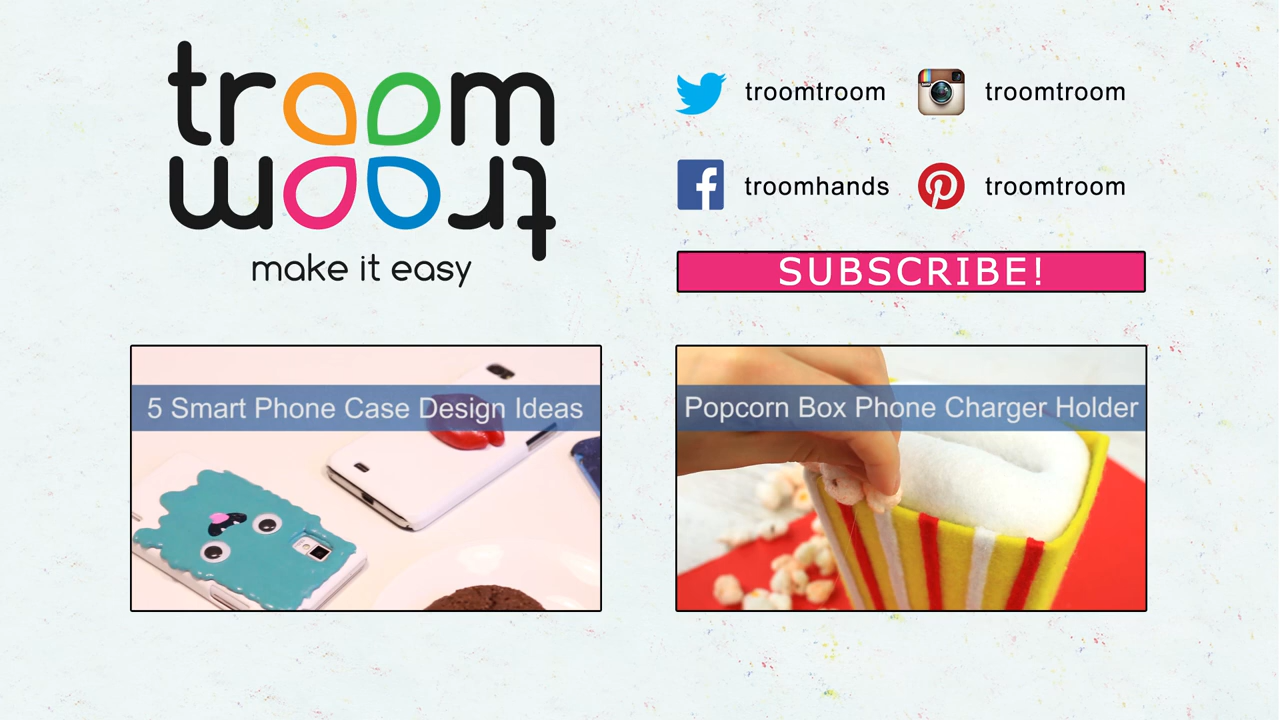 troom
troom
make it easy
troomtroom
troomtroom
troomhands
troomtroom
SUBSCRIBE!
5 Smart Phone Case Design Ideas
Popcorn Box Phone Charger Holder